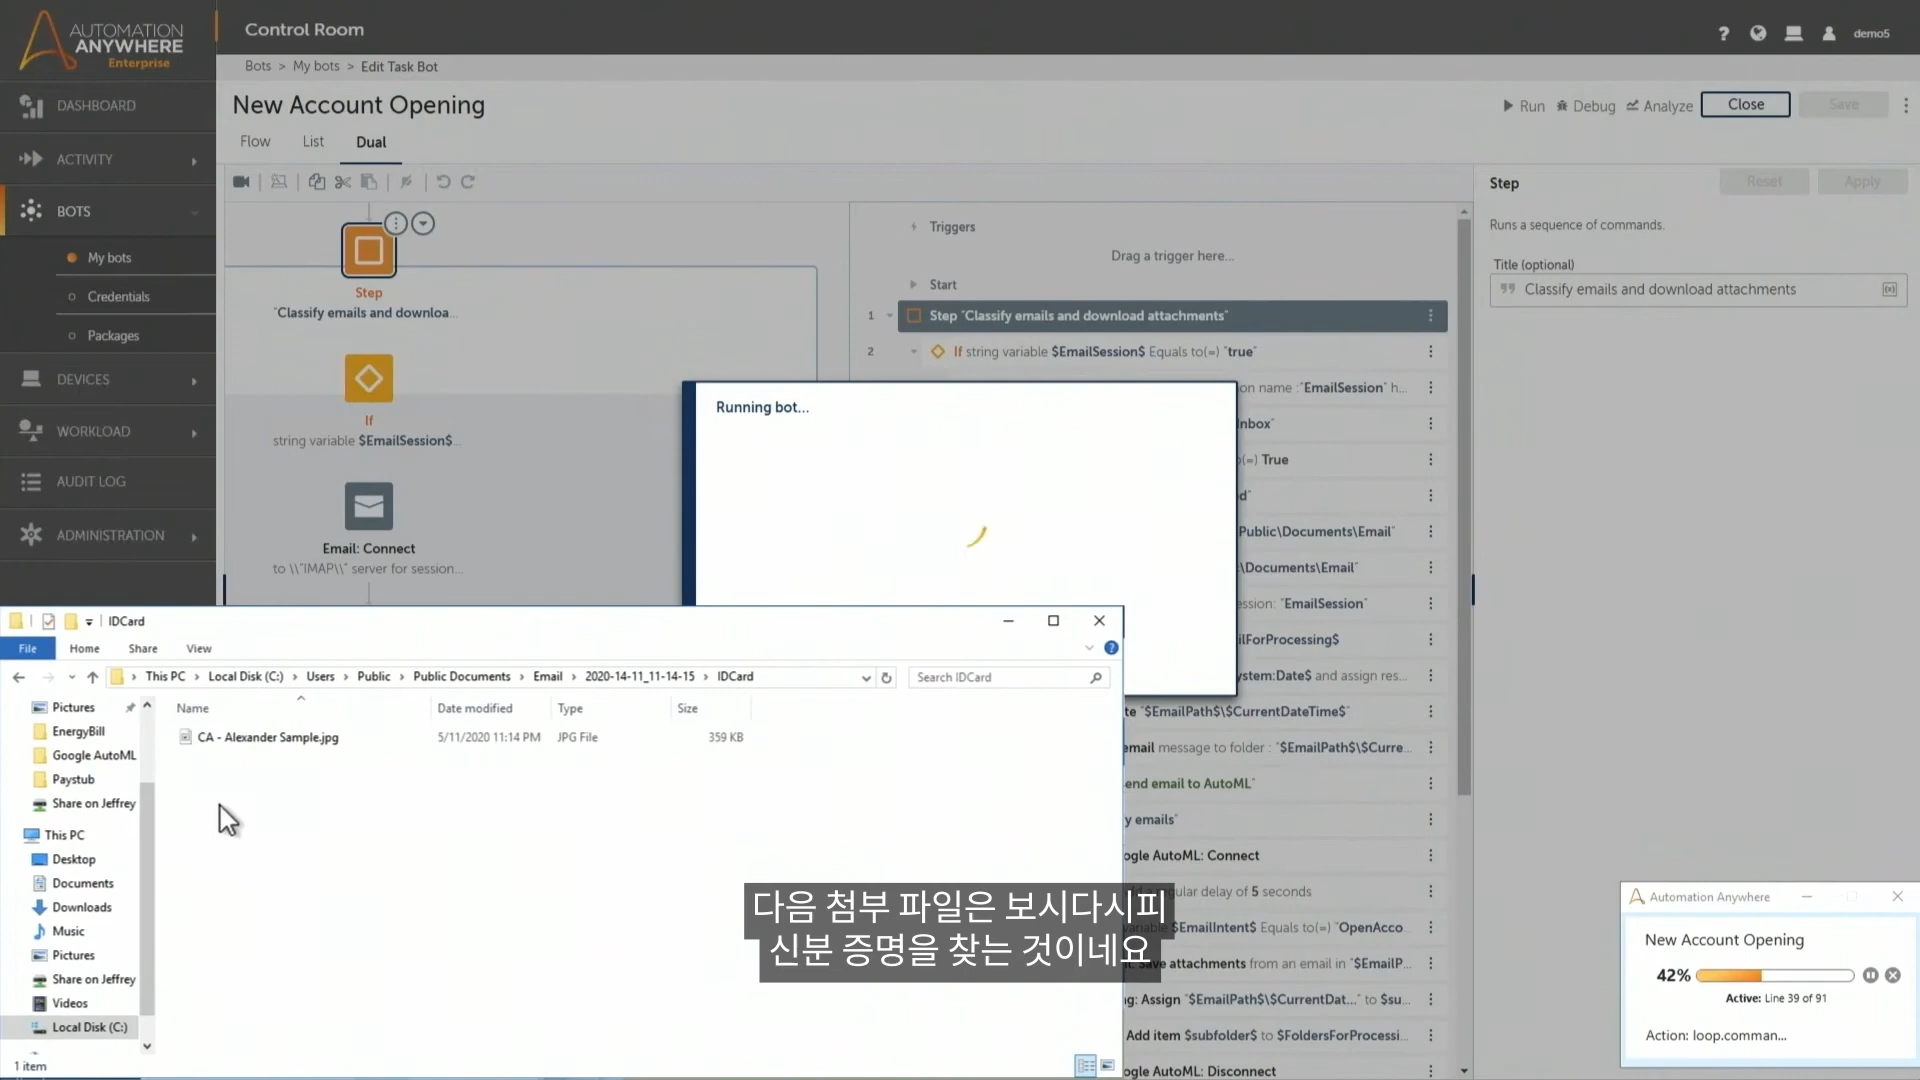 AUTOMATION
ANYWHERE
Enterprise
Control Room
demo5
Bots > My bots > Edit Task Bot
DASHBOARD
ACTIVITY
BOTS
My bots
Credentials
Packages
DEVICES
WORKLOAD
AUDIT LOG
ADMINISTRATION
New Account Opening
Run
Debug
Analyze
Close
Save
Flow
List
Dual
Step
"Classify emails and downloa...
If
string variable $EmailSession$
Email: Connect
to \\"IMAP\\" server for session...
Triggers
Drag a trigger here...
Start
1 Step "Classify emails and download attachments"
2 If string variable $EmailSession$ Equals to(=) "true"
on name :"EmailSession" h...
Inbox"
o(=) True
d"
Public\Documents\Email"
\Documents\Email"
ession: "EmailSession"
ilForProcessing$
ystem:Date$ and assign res...
te "$EmailPath$\$CurrentDateTime$"
email message to folder : "$EmailPath$\$Curre...
end email to AutoML"
y emails"
ogle AutoML: Connect
gular delay of 5 seconds
$EmailIntent$ Equals to(=) "OpenAcco
Save attachments from an email in "$EmailP...
g: Assign "$EmailPath$\$CurrentDat..." to $su...
Add item $subfolder$ to $FoldersForProcessi...
ogle AutoML: Disconnect
Step
Reset
Apply
Runs a sequence of commands.
Title (optional)
Classify emails and download attachments
Running bot...
IDCard
File
Home
Share
View
This PC > Local Disk (C:) > Users > Public > Public Documents > Email > 2020-14-11_11-14-15 > IDCard
Search IDCard
Pictures
EnergyBill
Google AutoML
Paystub
Share on Jeffrey
This PC
Desktop
Documents
Downloads
Music
Pictures
Share on Jeffrey
Videos
Local Disk (C:)
1 item
Name
Date modified
Type
Size
CA - Alexander Sample.jpg
5/11/2020 11:14 PM
JPG File
359 KB
다음 첨부 파일은 보시다시피
신분 증명을 찾는 것이네요
Automation Anywhere
New Account Opening
42%
Active: Line 39 of 91
Action: loop.comman...